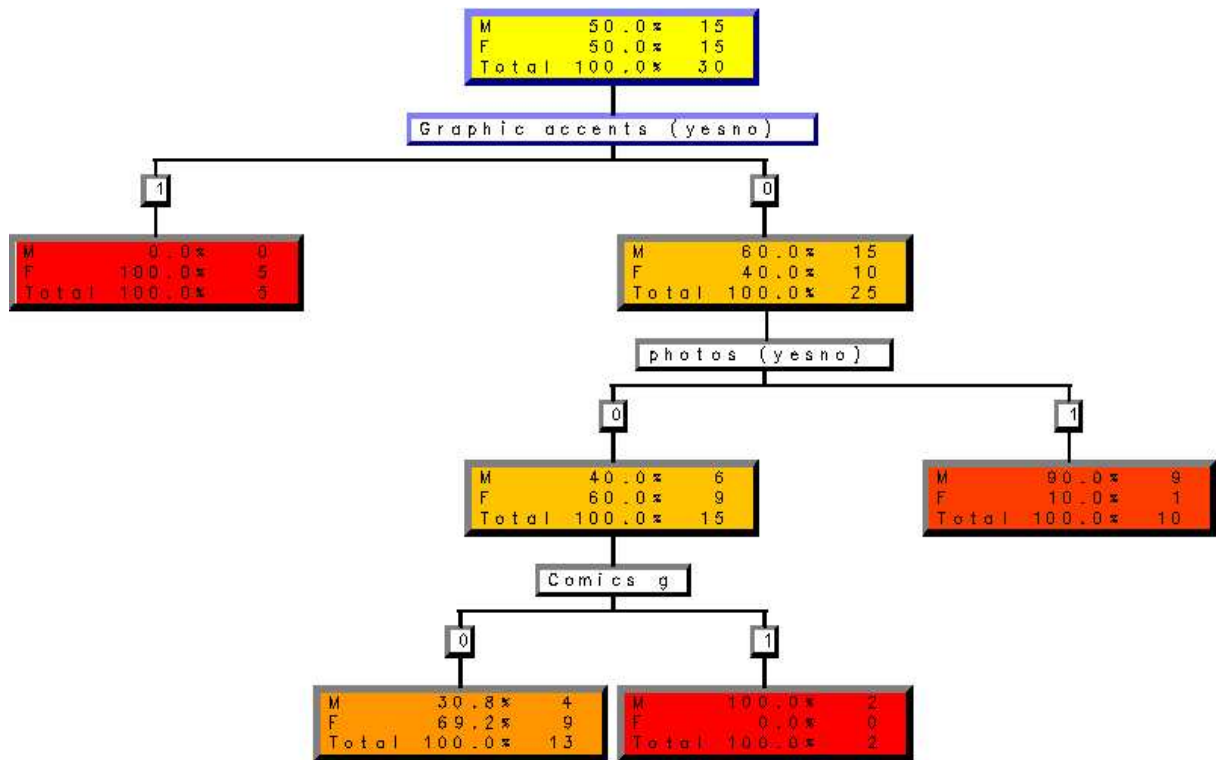 M 50.0% 15
F 50.0% 15
Total 100.0% 30
Graphic accents (yesno)
1
0
M 0.0% 0
F 100.0% 5
Total 100.0% 5
M 60.0% 15
F 40.0% 10
Total 100.0% 25
photos (yesno)
0
1
M 40.0% 6
F 60.0% 9
Total 100.0% 15
M 90.0% 9
F 10.0% 1
Total 100.0% 10
Comics g
0
1
M 30.8% 4
F 69.2% 9
Total 100.0% 13
M 100.0% 2
F 0.0% 0
Total 100.0% 2